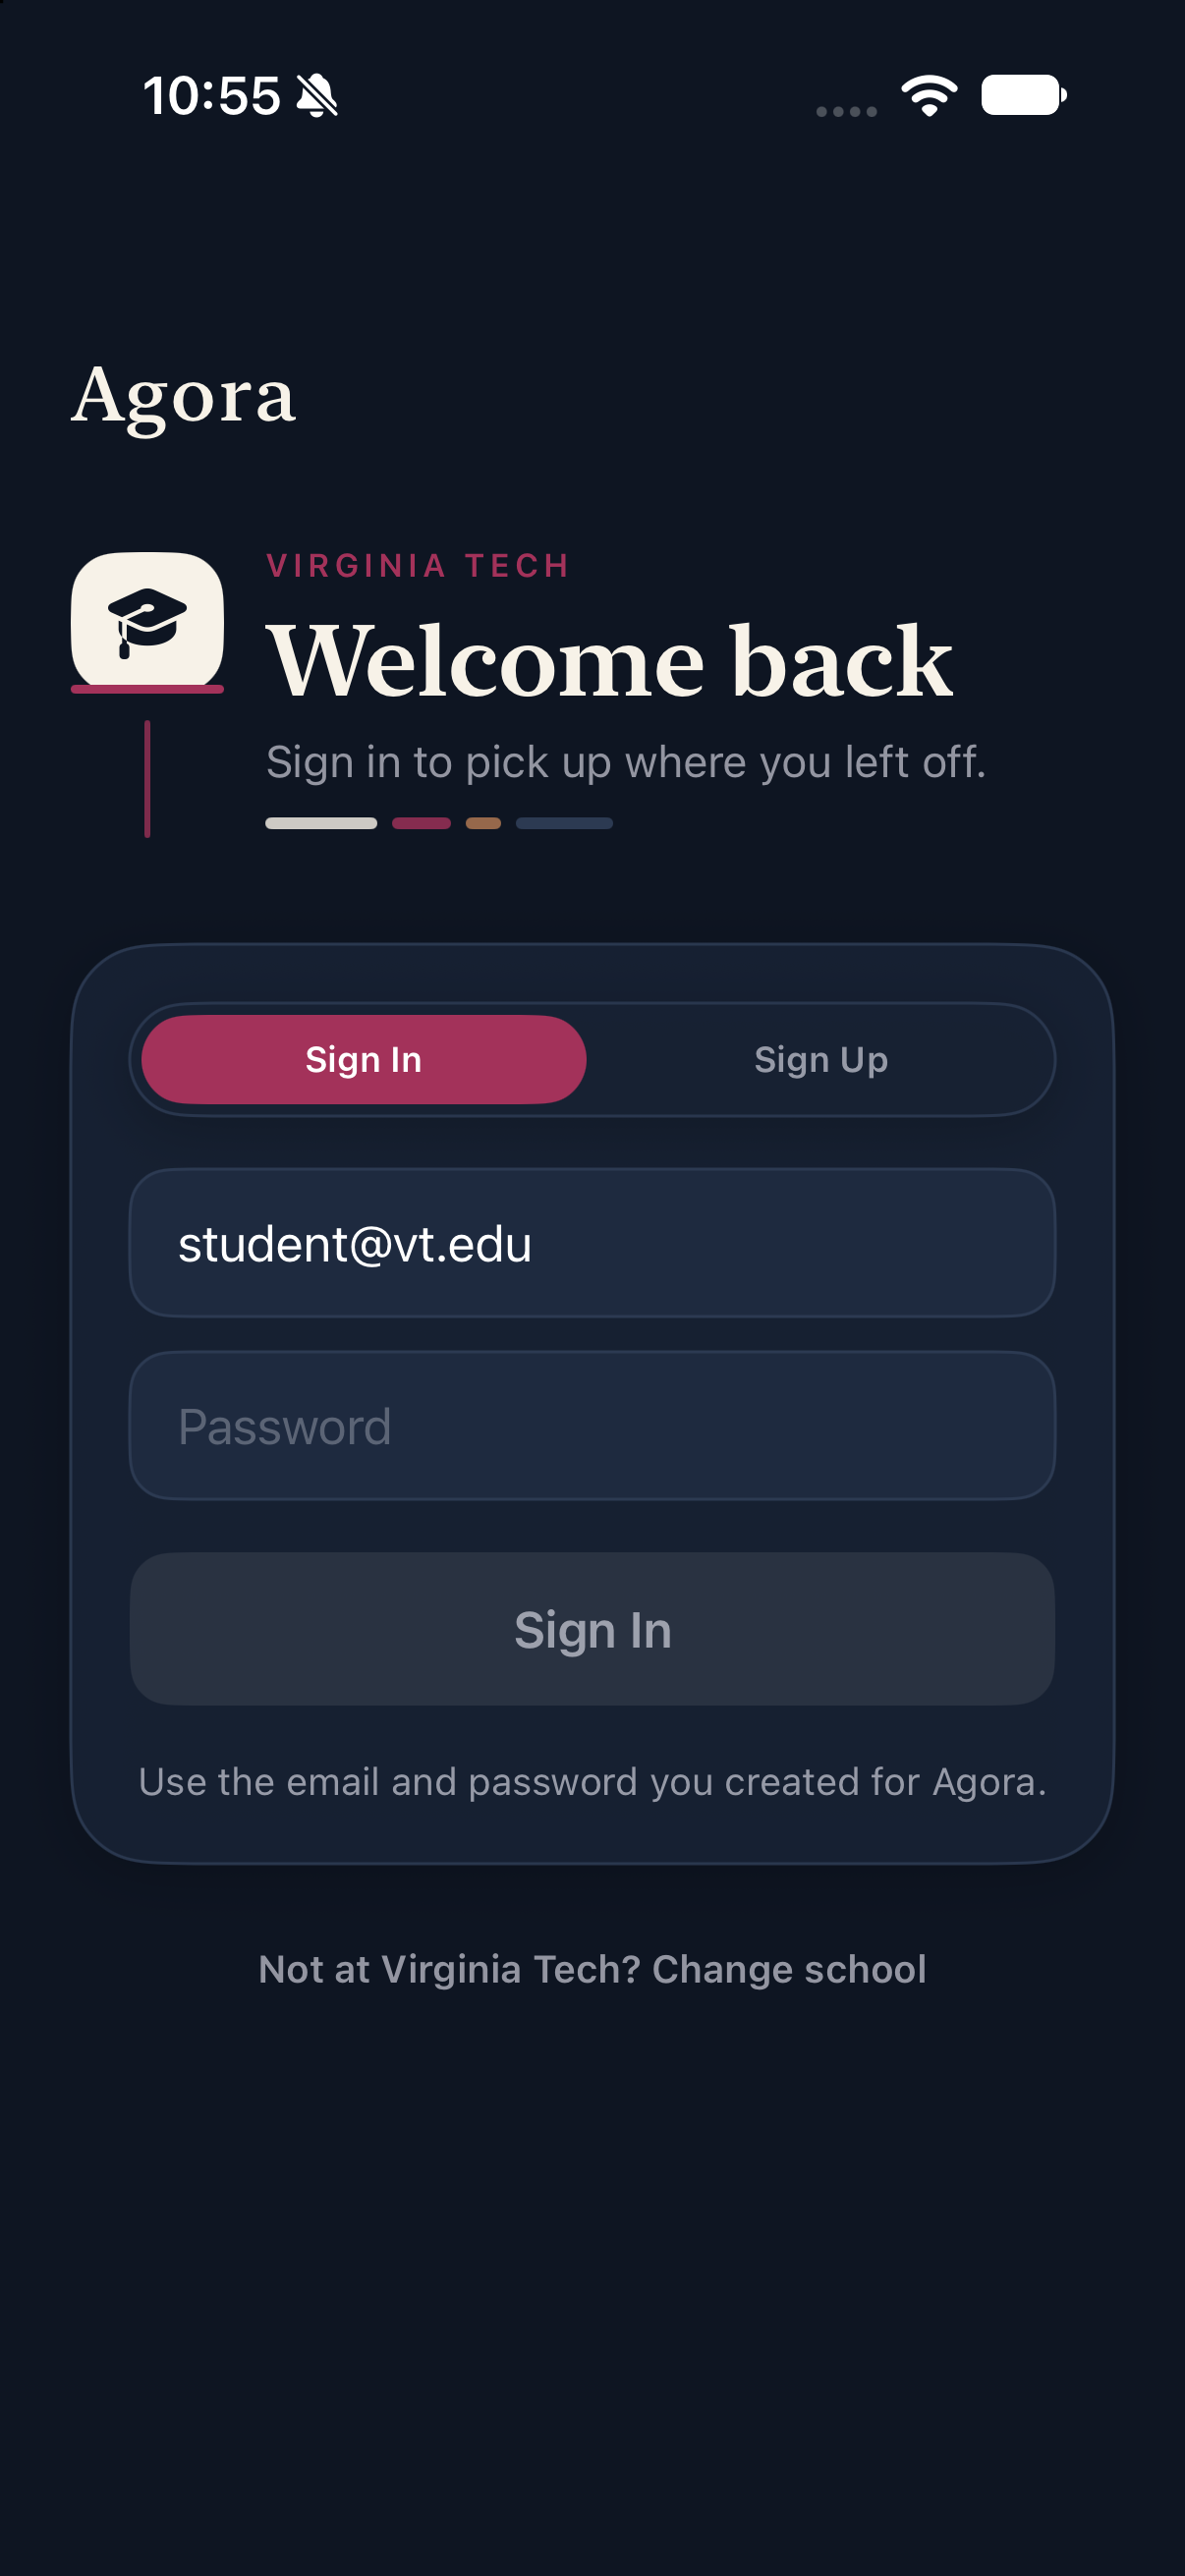 10:55
Agora
VIRGINIA TECH
Welcome back
Sign in to pick up where you left off.
Sign In
Sign Up
student@vt.edu
Password
Sign In
Use the email and password you created for Agora.
Not at Virginia Tech? Change school